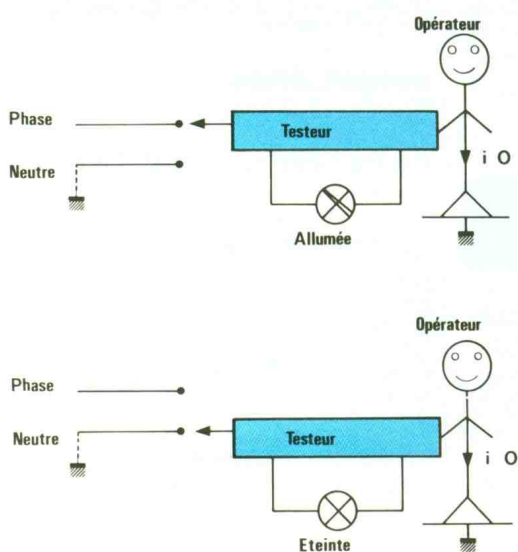 Opérateur
Phase
Testeur
i O
Neutre
Allumée
Opérateur
Phase
Neutre
Testeur
i O
Eteinte